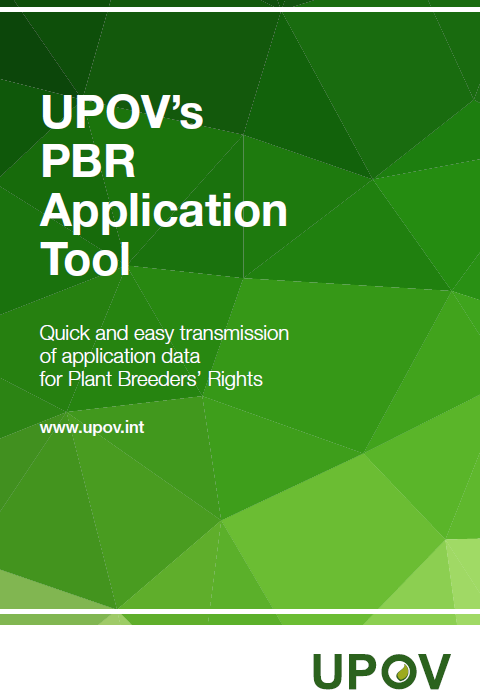 UPOV’s
PBR
Application
Tool
Quick and easy transmission
of application data
for Plant Breeders’ Rights
www.upov.int
UPOV